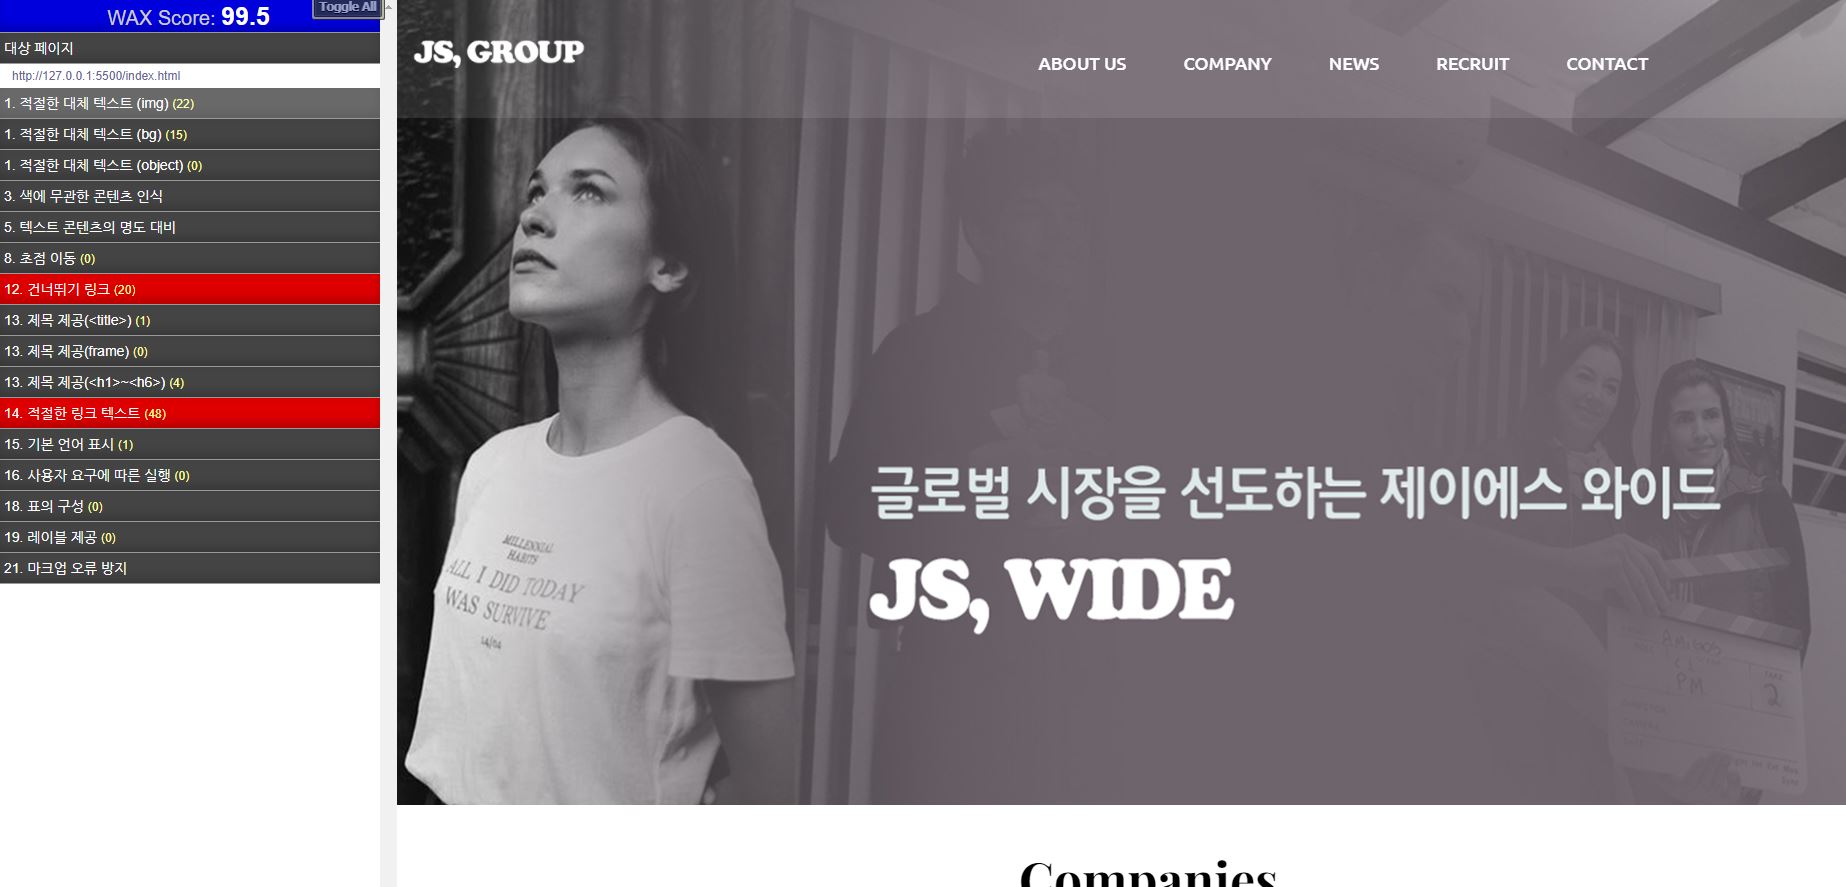 WAX Score: 99.5
Toggle All
대상 페이지
http://127.0.0.1:5500/index.html
1. 적절한 대체 텍스트 (img) (22)
1. 적절한 대체 텍스트 (bg) (15)
1. 적절한 대체 텍스트 (object) (0)
3. 색에 무관한 콘텐츠 인식
5. 텍스트 콘텐츠의 명도 대비
8. 초점 이동 (0)
12. 건너뛰기 링크 (20)
13. 제목 제공(<title>) (1)
13. 제목 제공(frame) (0)
13. 제목 제공(<h1>~<h6>) (4)
14. 적절한 링크 텍스트 (48)
15. 기본 언어 표시 (1)
16. 사용자 요구에 따른 실행 (0)
18. 표의 구성 (0)
19. 레이블 제공 (0)
21. 마크업 오류 방지
JS, GROUP
ABOUT US COMPANY NEWS RECRUIT CONTACT
글로벌 시장을 선도하는 제이에스 와이드
JS, WIDE
MILLENNIAL
HABITS
ALL I DID TODAY
WAS SURVIVE
Companies